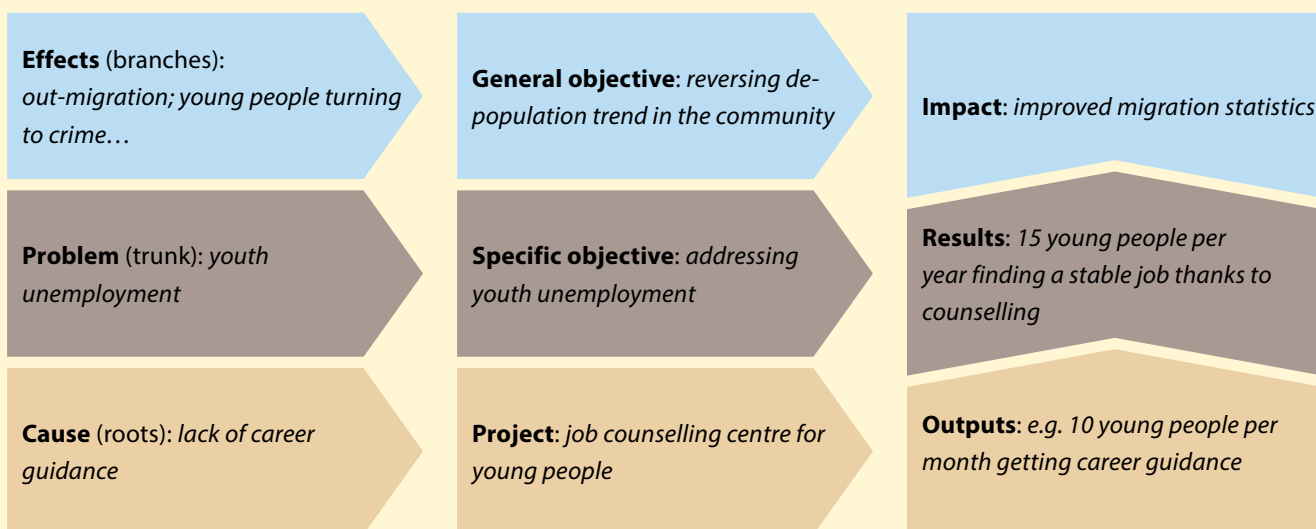 Effects (branches):
out-migration; young people turning
to crime…
General objective: reversing de-
population trend in the community
Impact: improved migration statistics
Problem (trunk): youth
unemployment
Specific objective: addressing
youth unemployment
Results: 15 young people per
year finding a stable job thanks to
counselling
Cause (roots): lack of career
guidance
Project: job counselling centre for
young people
Outputs: e.g. 10 young people per
month getting career guidance